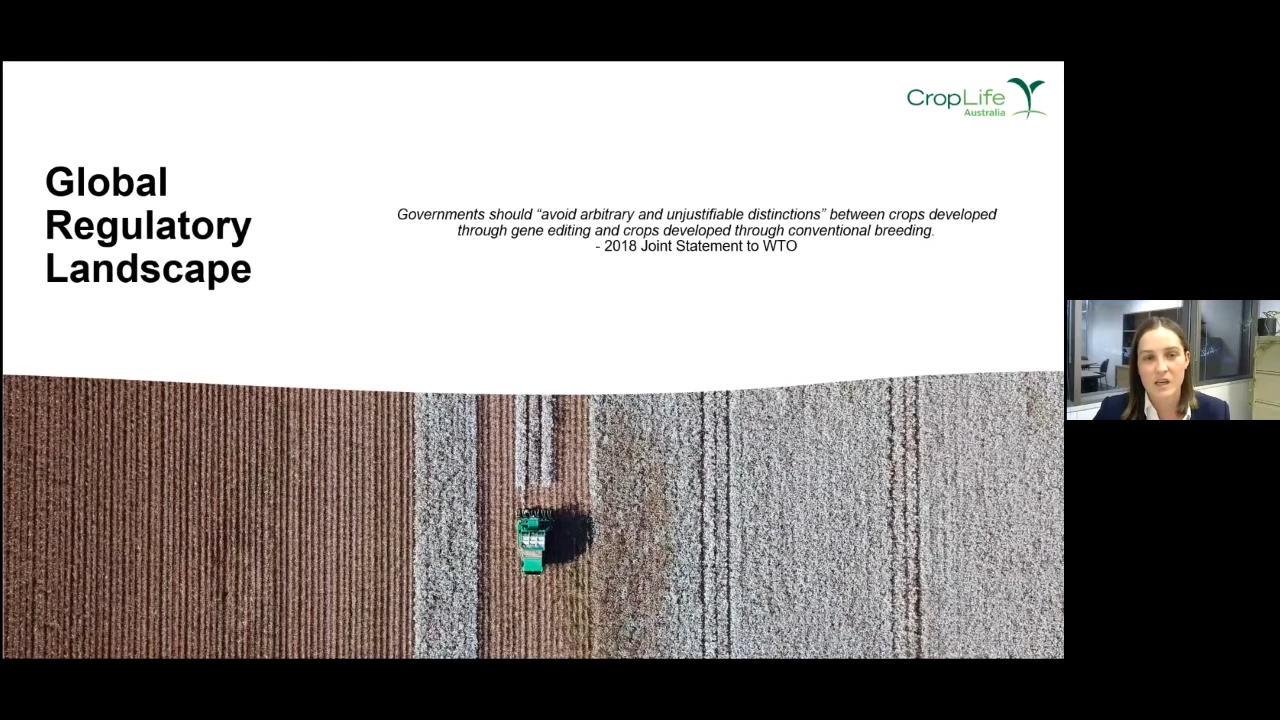 CropLife
Australia
Global
Regulatory
Landscape
Governments should “avoid arbitrary and unjustifiable distinctions” between crops developed
through gene editing and crops developed through conventional breeding.
- 2018 Joint Statement to WTO